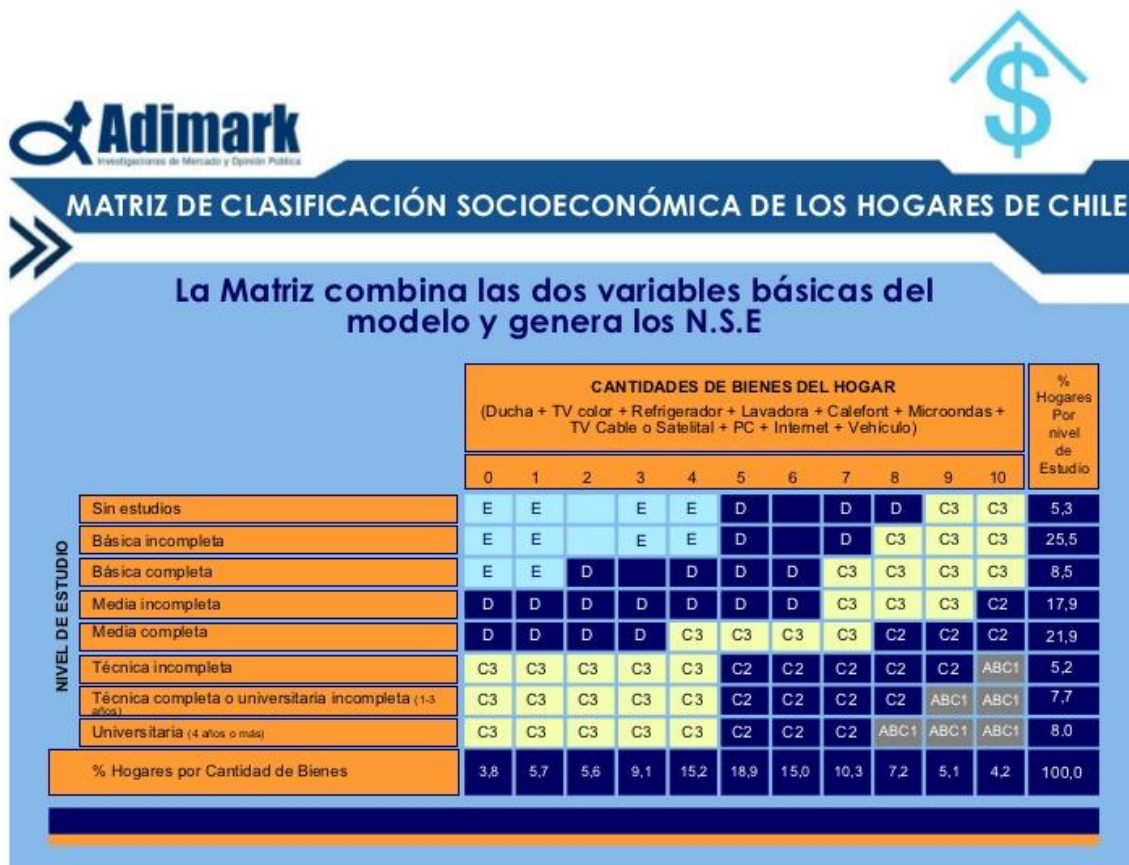 $
Adimark
Investigaciones de Mercado y Opinión Pública
MATRIZ DE CLASIFICACIÓN SOCIOECONÓMICA DE LOS HOGARES DE CHILE
La Matriz combina las dos variables básicas del
modelo y genera los N.S.E
CANTIDADES DE BIENES DEL HOGAR
(Ducha + TV color + Refrigerador + Lavadora + Calefont + Microondas +
TV Cable o Satelital + PC + Internet + Vehículo)
%
Hogares
Por
nivel
de
Estudio
0 1 2 3 4 5 6 7 8 9 10
NIVEL DE ESTUDIO
Sin estudios E E E E D D D C3 C3 5,3
Básica incompleta E E E E D D C3 C3 C3 25,5
Básica completa E E D D D D C3 C3 C3 C3 8,5
Media incompleta D D D D D D D C3 C3 C3 C2 17,9
Media completa D D D D C3 C3 C3 C3 C2 C2 C2 21,9
Técnica incompleta C3 C3 C3 C3 C3 C2 C2 C2 C2 C2 ABC1 5,2
Técnica completa o universitaria incompleta (1-3
años) C3 C3 C3 C3 C3 C2 C2 C2 C2 ABC1 ABC1 7,7
Universitaria (4 años o más) C3 C3 C3 C3 C3 C2 C2 C2 ABC1 ABC1 ABC1 8.0
% Hogares por Cantidad de Bienes 3,8 5,7 5,6 9,1 15,2 18,9 15,0 10,3 7,2 5,1 4,2 100,0